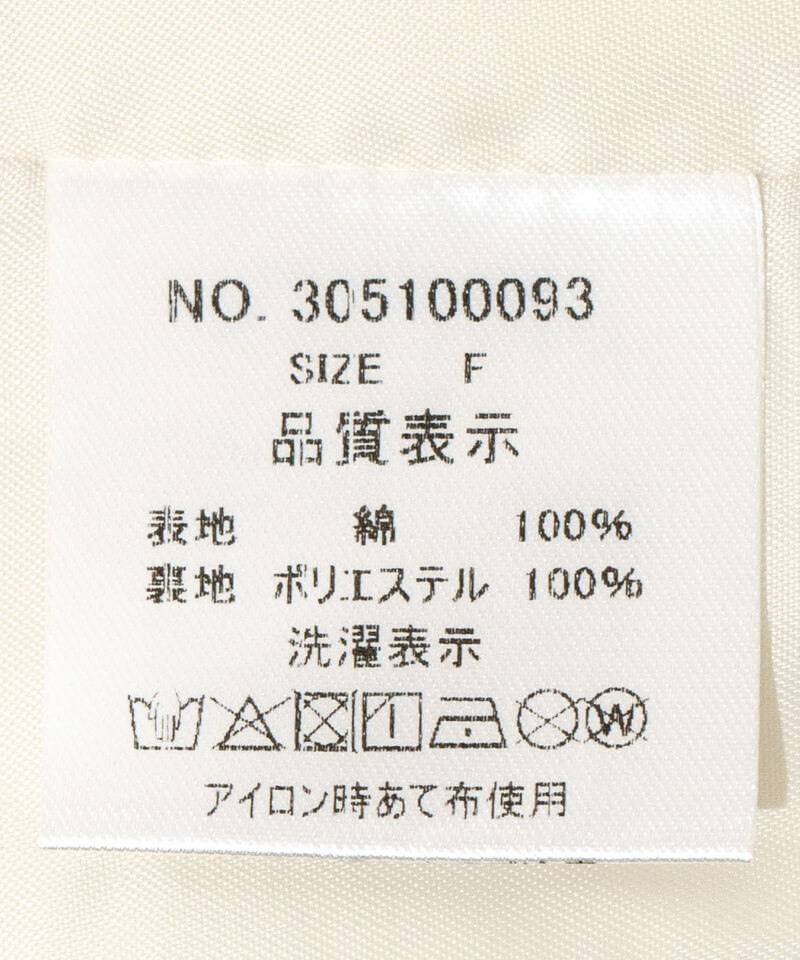 NO. 305100093
SIZE F
品質表示
表地 綿 100%
裏地 ポリエステル 100%
洗濯表示
W
アイロン時あて布使用